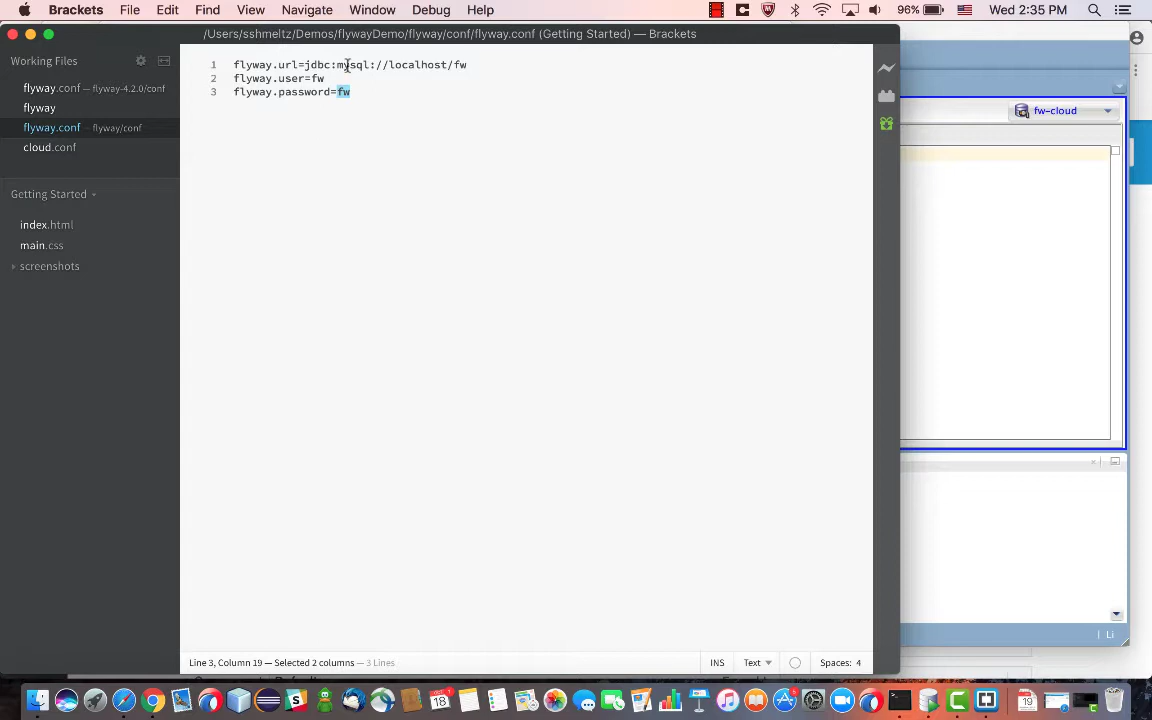 Brackets File Edit Find View Navigate Window Debug Help 96% Wed 2:35 PM
/Users/sshmeltz/Demos/flywayDemo/flyway/conf/flyway.conf (Getting Started) — Brackets
Working Files
flyway.conf — flyway-4.2.0/conf
flyway
flyway.conf — flyway/conf
cloud.conf
Getting Started
index.html
main.css
screenshots
1 flyway.url=jdbc:mysql://localhost/fw
2 flyway.user=fw
3 flyway.password=fw
fw-cloud
Li
Line 3, Column 19 — Selected 2 columns — 3 Lines
INS Text Spaces: 4